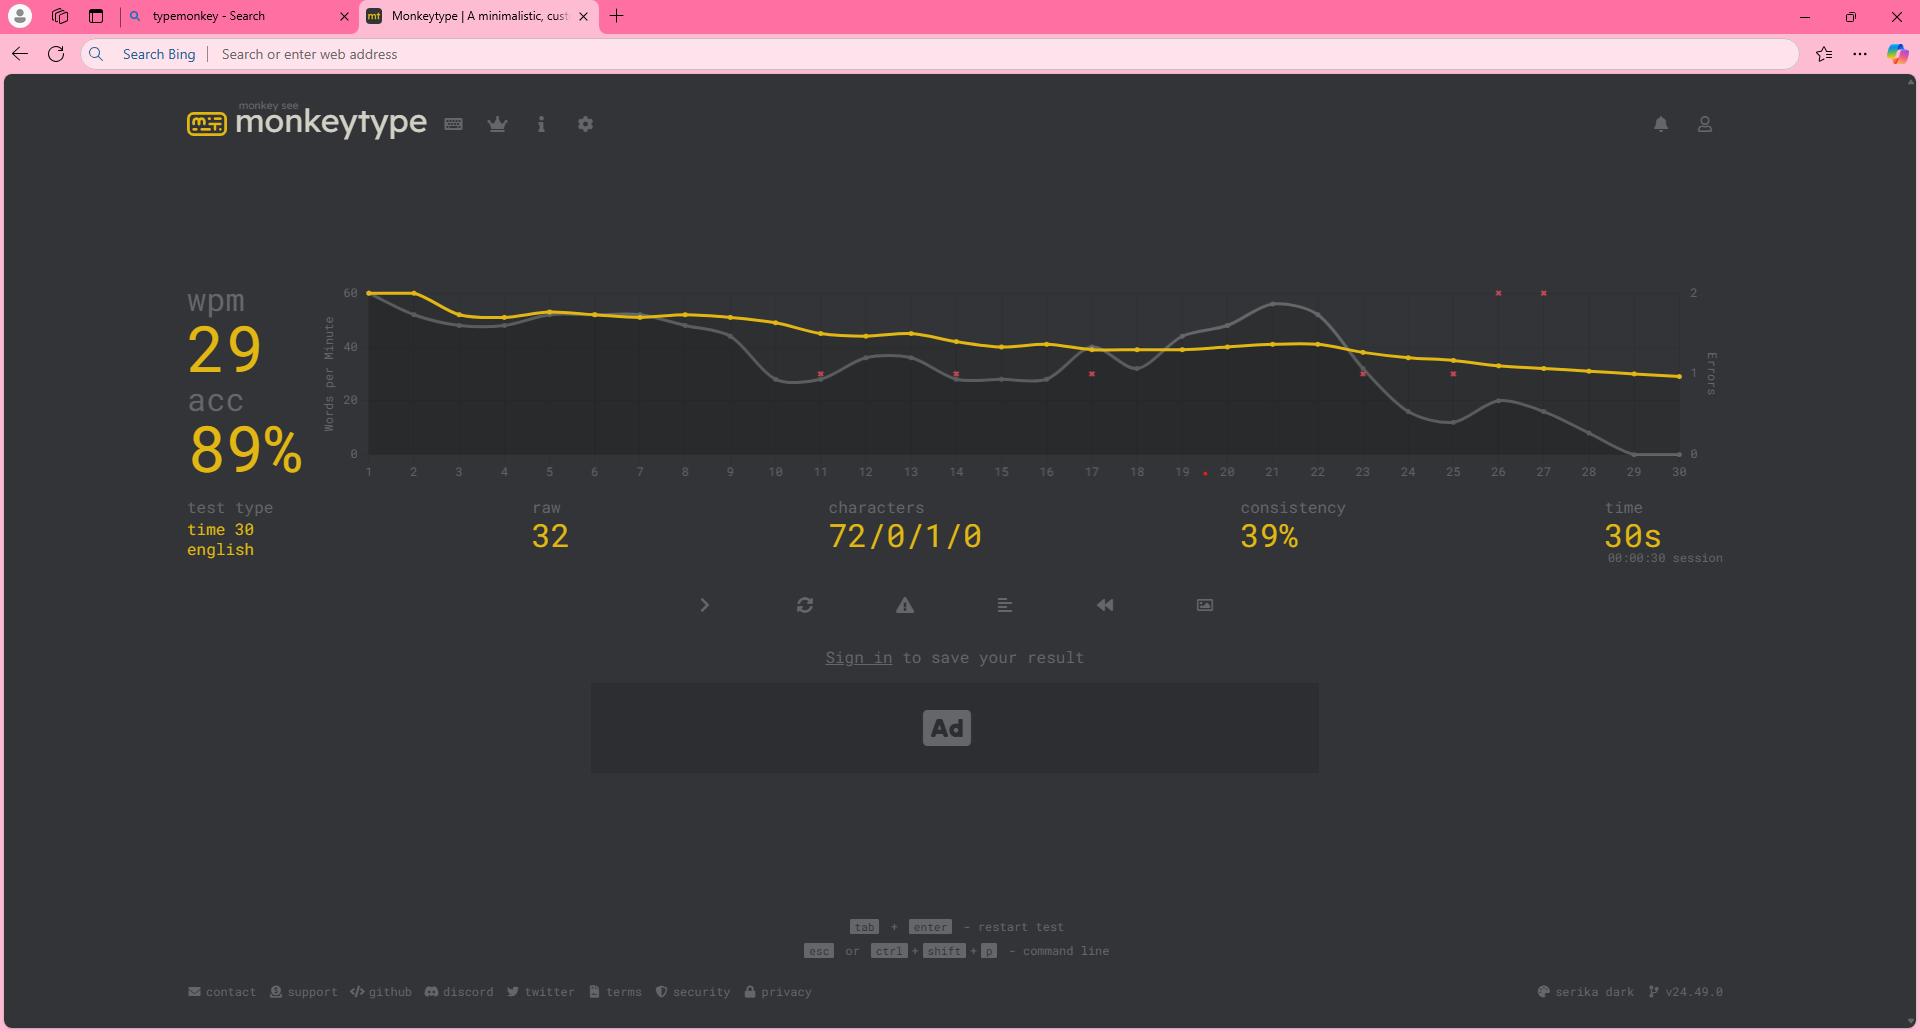 typemonkey - Search
mt Monkeytype | A minimalistic, cust
Search Bing Search or enter web address
monkey see
monkeytype
wpm
29
acc
89%
Words per Minute
60
40
20
0
2
1
0
Errors
1 2 3 4 5 6 7 8 9 10 11 12 13 14 15 16 17 18 19 20 21 22 23 24 25 26 27 28 29 30
test type
time 30
english
raw
32
characters
72/0/1/0
consistency
39%
time
30s
00:00:30 session
Sign in to save your result
Ad
tab + enter - restart test
esc or ctrl + shift + p - command line
contact support github discord twitter terms security privacy serika dark v24.49.0